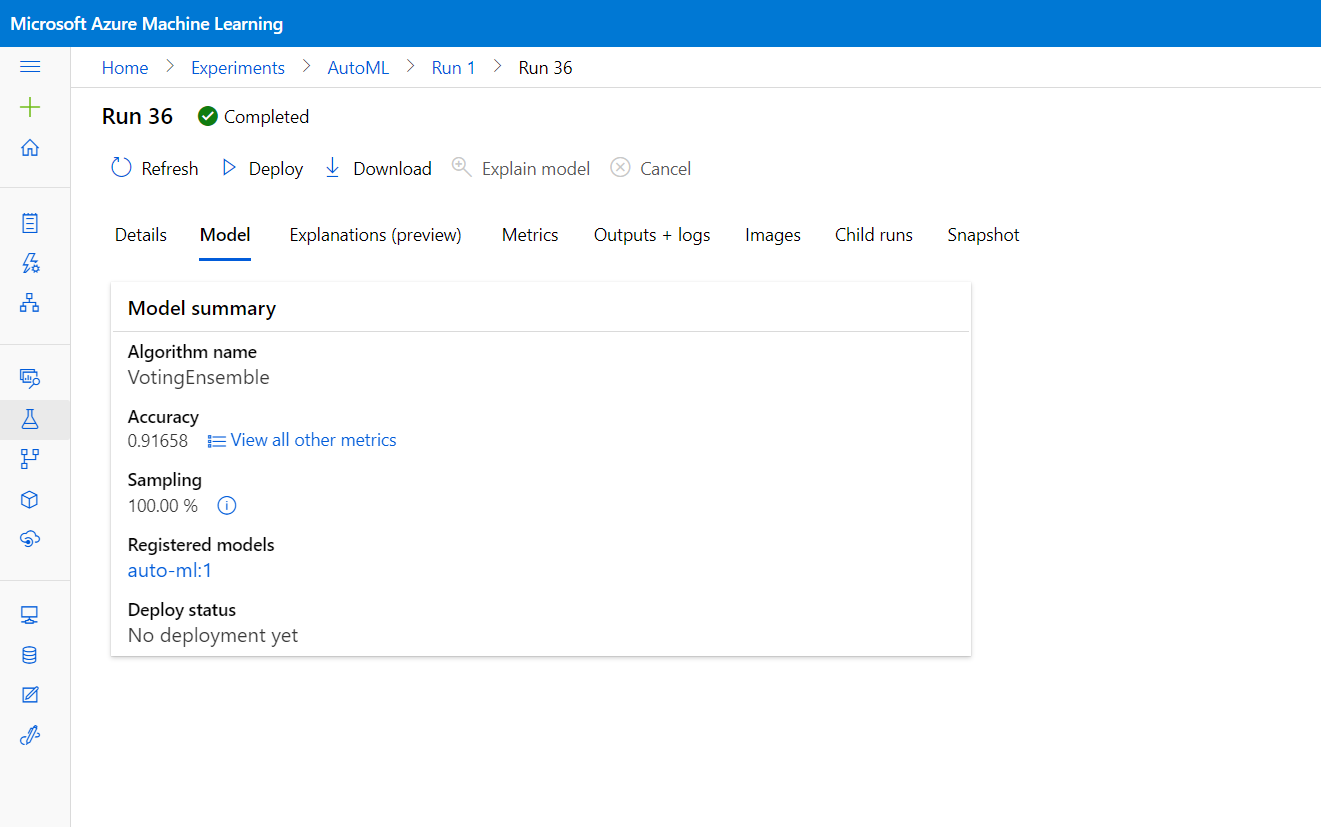 Microsoft Azure Machine Learning
Home > Experiments > AutoML > Run 1 > Run 36
Run 36 Completed
Refresh Deploy Download Explain model Cancel
Details Model Explanations (preview) Metrics Outputs + logs Images Child runs Snapshot
Model summary
Algorithm name
VotingEnsemble
Accuracy
0.91658 View all other metrics
Sampling
100.00 %
Registered models
auto-ml:1
Deploy status
No deployment yet